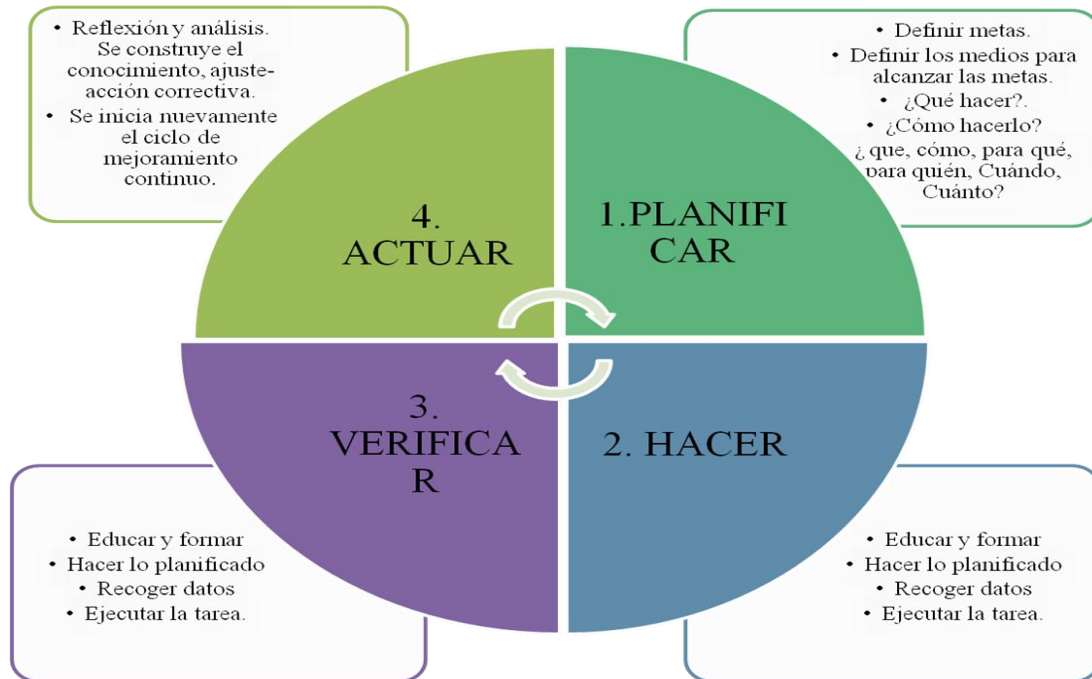 • Reflexión y análisis.
Se construye el
conocimiento, ajuste-
acción correctiva.
• Se inicia nuevamente
el ciclo de
mejoramiento
continuo.
• Definir metas.
• Definir los medios para
alcanzar las metas.
• ¿Qué hacer?.
• ¿Cómo hacerlo?
¿ que, cómo, para qué,
para quién, Cuándo,
Cuánto?
4.
ACTUAR
1.PLANIFI
CAR
3.
VERIFICA
R
2. HACER
• Educar y formar
• Hacer lo planificado
• Recoger datos
• Ejecutar la tarea.
• Educar y formar
• Hacer lo planificado
• Recoger datos
• Ejecutar la tarea.